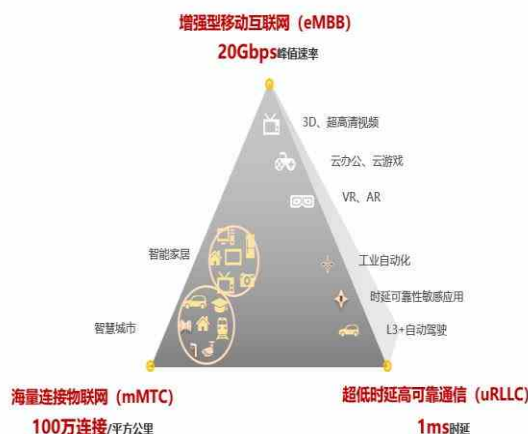 增强型移动互联网（eMBB）
20Gbps峰值速率
3D、超高清视频
云办公、云游戏
VR、AR
智能家居
工业自动化
时延可靠性敏感应用
智慧城市
L3+自动驾驶
海量连接物联网（mMTC）
100万连接/平方公里
超低时延高可靠通信（uRLLC）
1ms时延